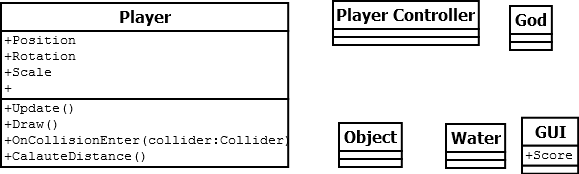 Player
+Position
+Rotation
+Scale
+
+Update()
+Draw()
+OnCollisionEnter(collider:Collider)
+CalauteDistance()
Player Controller
God
Object
Water
GUI
+Score